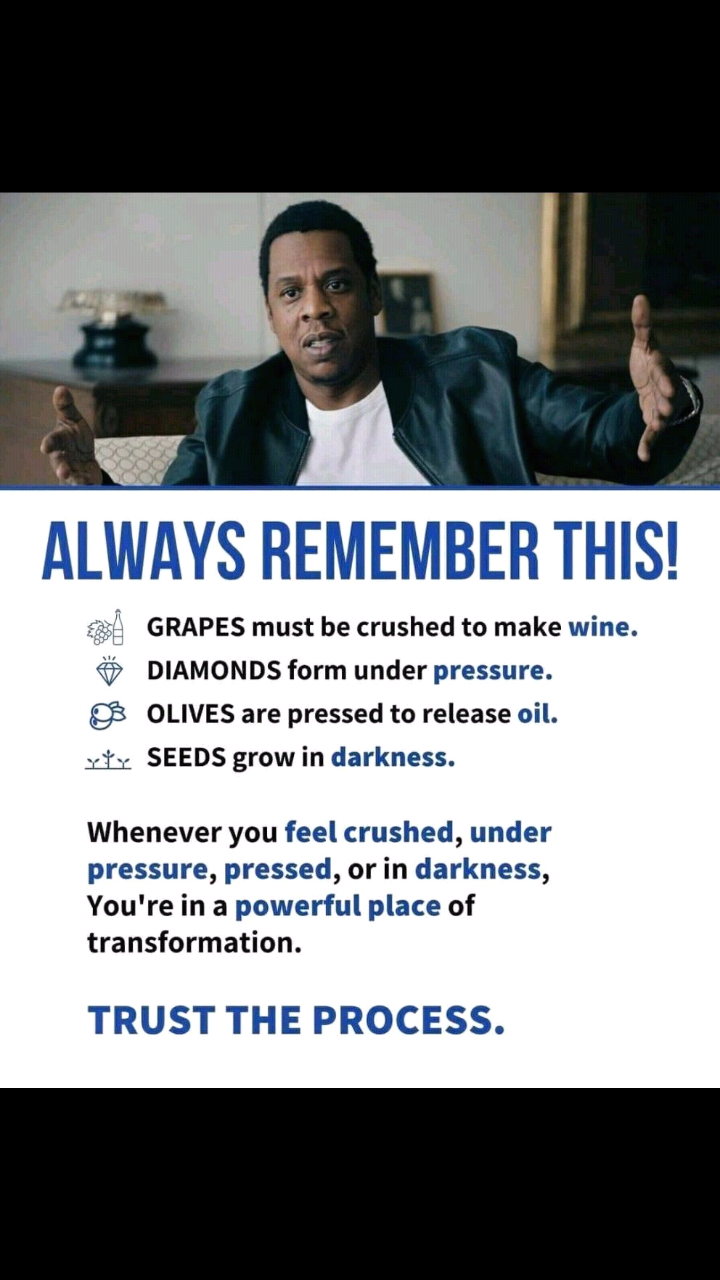 ALWAYS REMEMBER THIS!
GRAPES must be crushed to make wine.
DIAMONDS form under pressure.
OLIVES are pressed to release oil.
SEEDS grow in darkness.
Whenever you feel crushed, under
pressure, pressed, or in darkness,
You're in a powerful place of
transformation.
TRUST THE PROCESS.